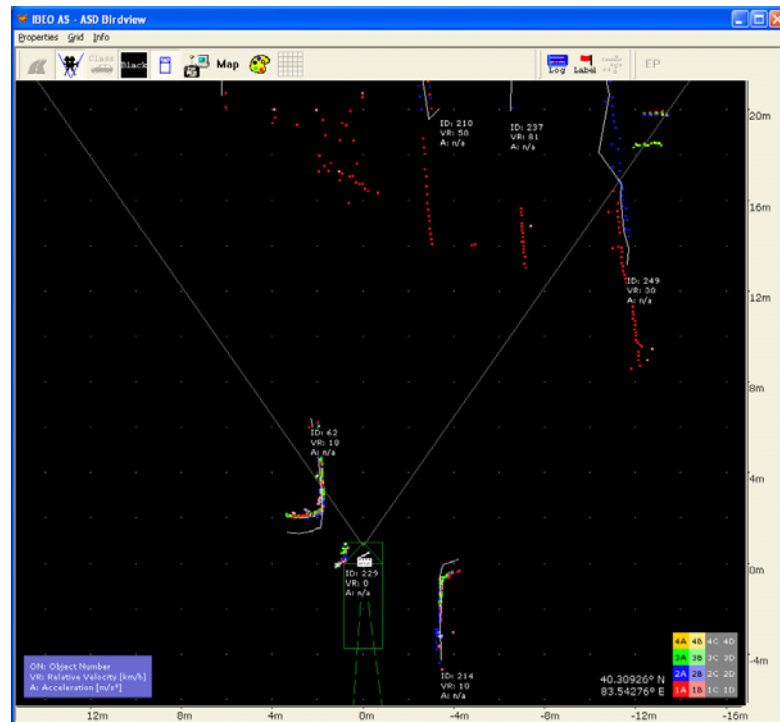 IBEO AS - ASD Birdview
Properties Grid Info
Class
Black
Map
Log
Label
EP
20m
ID: 210
VR: 58
A: n/a
ID: 237
VR: 81
A: n/a
16m
ID: 249
VR: 30
A: n/a
12m
8m
ID: 62
VR: 10
A: n/a
4m
0m
ID: 229
VR: 0
A: n/a
4A 4B 4C 4D
3A 3B 3C 3D
2A 2B 2C 2D
1A 1B 1C 1D
ON: Object Number
VR: Relative Velocity [km/h]
A: Acceleration [m/s²]
40.30926° N
83.54276° E
-4m
ID: 214
VR: 10
A: n/a
12m 8m 4m 0m -4m -8m -12m -16m